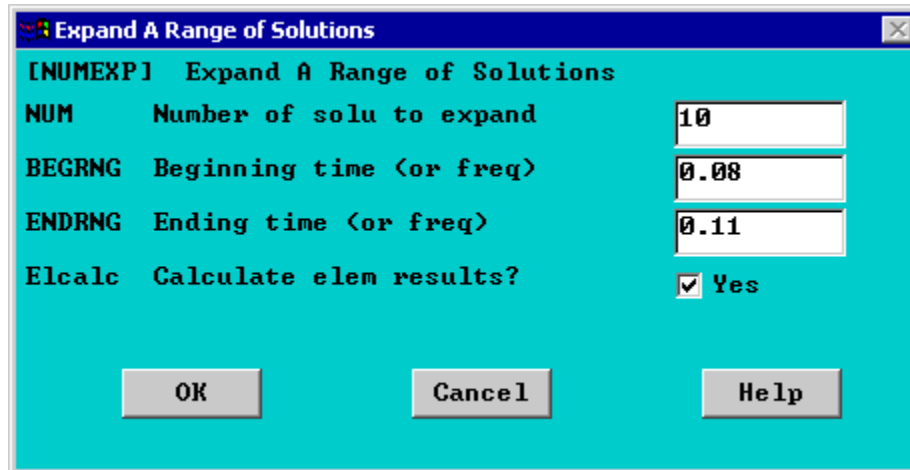 Expand A Range of Solutions
[NUMEXP] Expand A Range of Solutions
NUM Number of solu to expand 10
BEGRNG Beginning time (or freq) 0.08
ENDRNG Ending time (or freq) 0.11
Elcalc Calculate elem results? Yes
OK Cancel Help